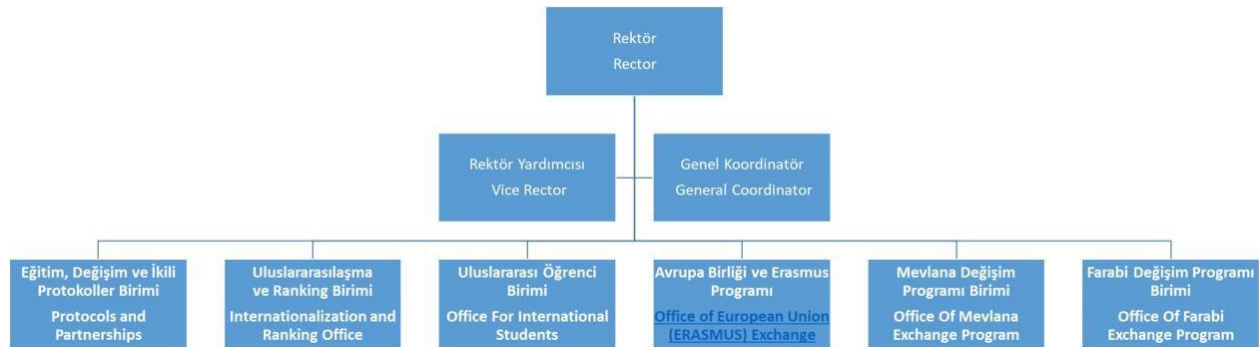 Rektör
Rector
Rektör Yardımcısı
Vice Rector
Genel Koordinatör
General Coordinator
Eğitim, Değişim ve İkili
Protokoller Birimi
Protocols and
Partnerships
Uluslararasılaşma
ve Ranking Birimi
Internationalization and
Ranking Office
Uluslararası Öğrenci
Birimi
Office For International
Students
Avrupa Birliği ve Erasmus
Programı
Office of European Union
(ERASMUS) Exchange
Mevlana Değişim
Programı Birimi
Office Of Mevlana
Exchange Program
Farabi Değişim Programı
Birimi
Office Of Farabi
Exchange Program